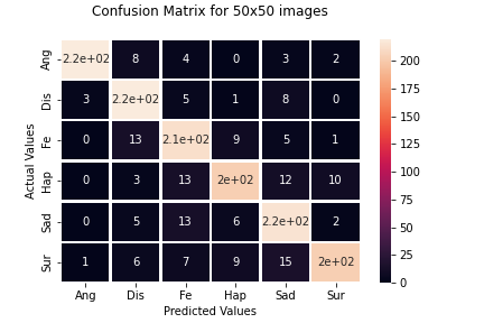 Confusion Matrix for 50x50 images
Ang 2.2e+02 8 4 0 3 2
Dis 3 2.2e+02 5 1 8 0
Fe 0 13 2.1e+02 9 5 1
Hap 0 3 13 2e+02 12 10
Sad 0 5 13 6 2.2e+02 2
Sur 1 6 7 9 15 2e+02
Ang Dis Fe Hap Sad Sur
Predicted Values
Actual Values
200
175
150
125
100
75
50
25
0